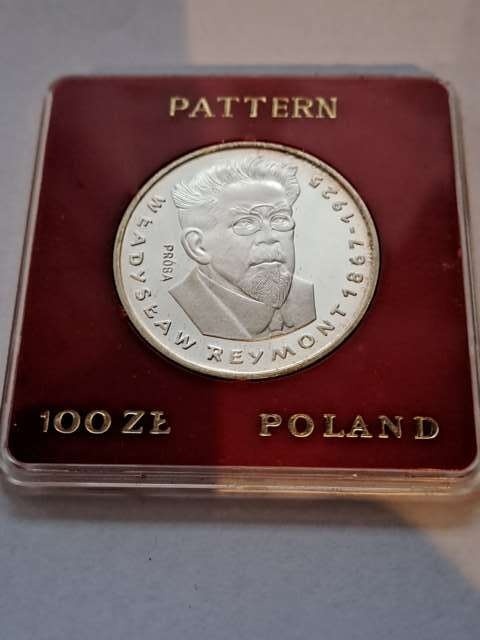 PATTERN
WŁADYSŁAW REYMONT 1867-1925
PRÓBA
100 ZŁ POLAND